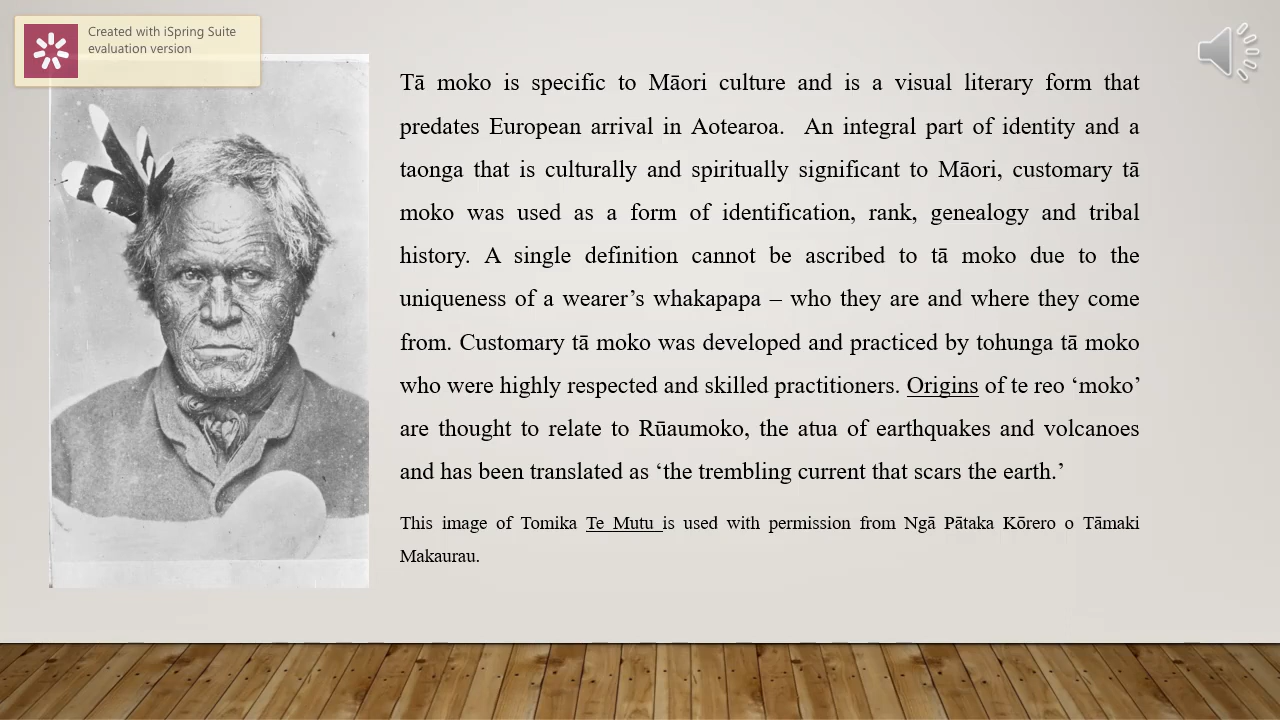 Created with iSpring Suite
evaluation version
Tā moko is specific to Māori culture and is a visual literary form that
predates European arrival in Aotearoa.  An integral part of identity and a
taonga that is culturally and spiritually significant to Māori, customary tā
moko was used as a form of identification, rank, genealogy and tribal
history. A single definition cannot be ascribed to tā moko due to the
uniqueness of a wearer’s whakapapa – who they are and where they come
from. Customary tā moko was developed and practiced by tohunga tā moko
who were highly respected and skilled practitioners. Origins of te reo ‘moko’
are thought to relate to Rūaumoko, the atua of earthquakes and volcanoes
and has been translated as ‘the trembling current that scars the earth.’
This image of Tomika Te Mutu is used with permission from Ngā Pātaka Kōrero o Tāmaki
Makaurau.